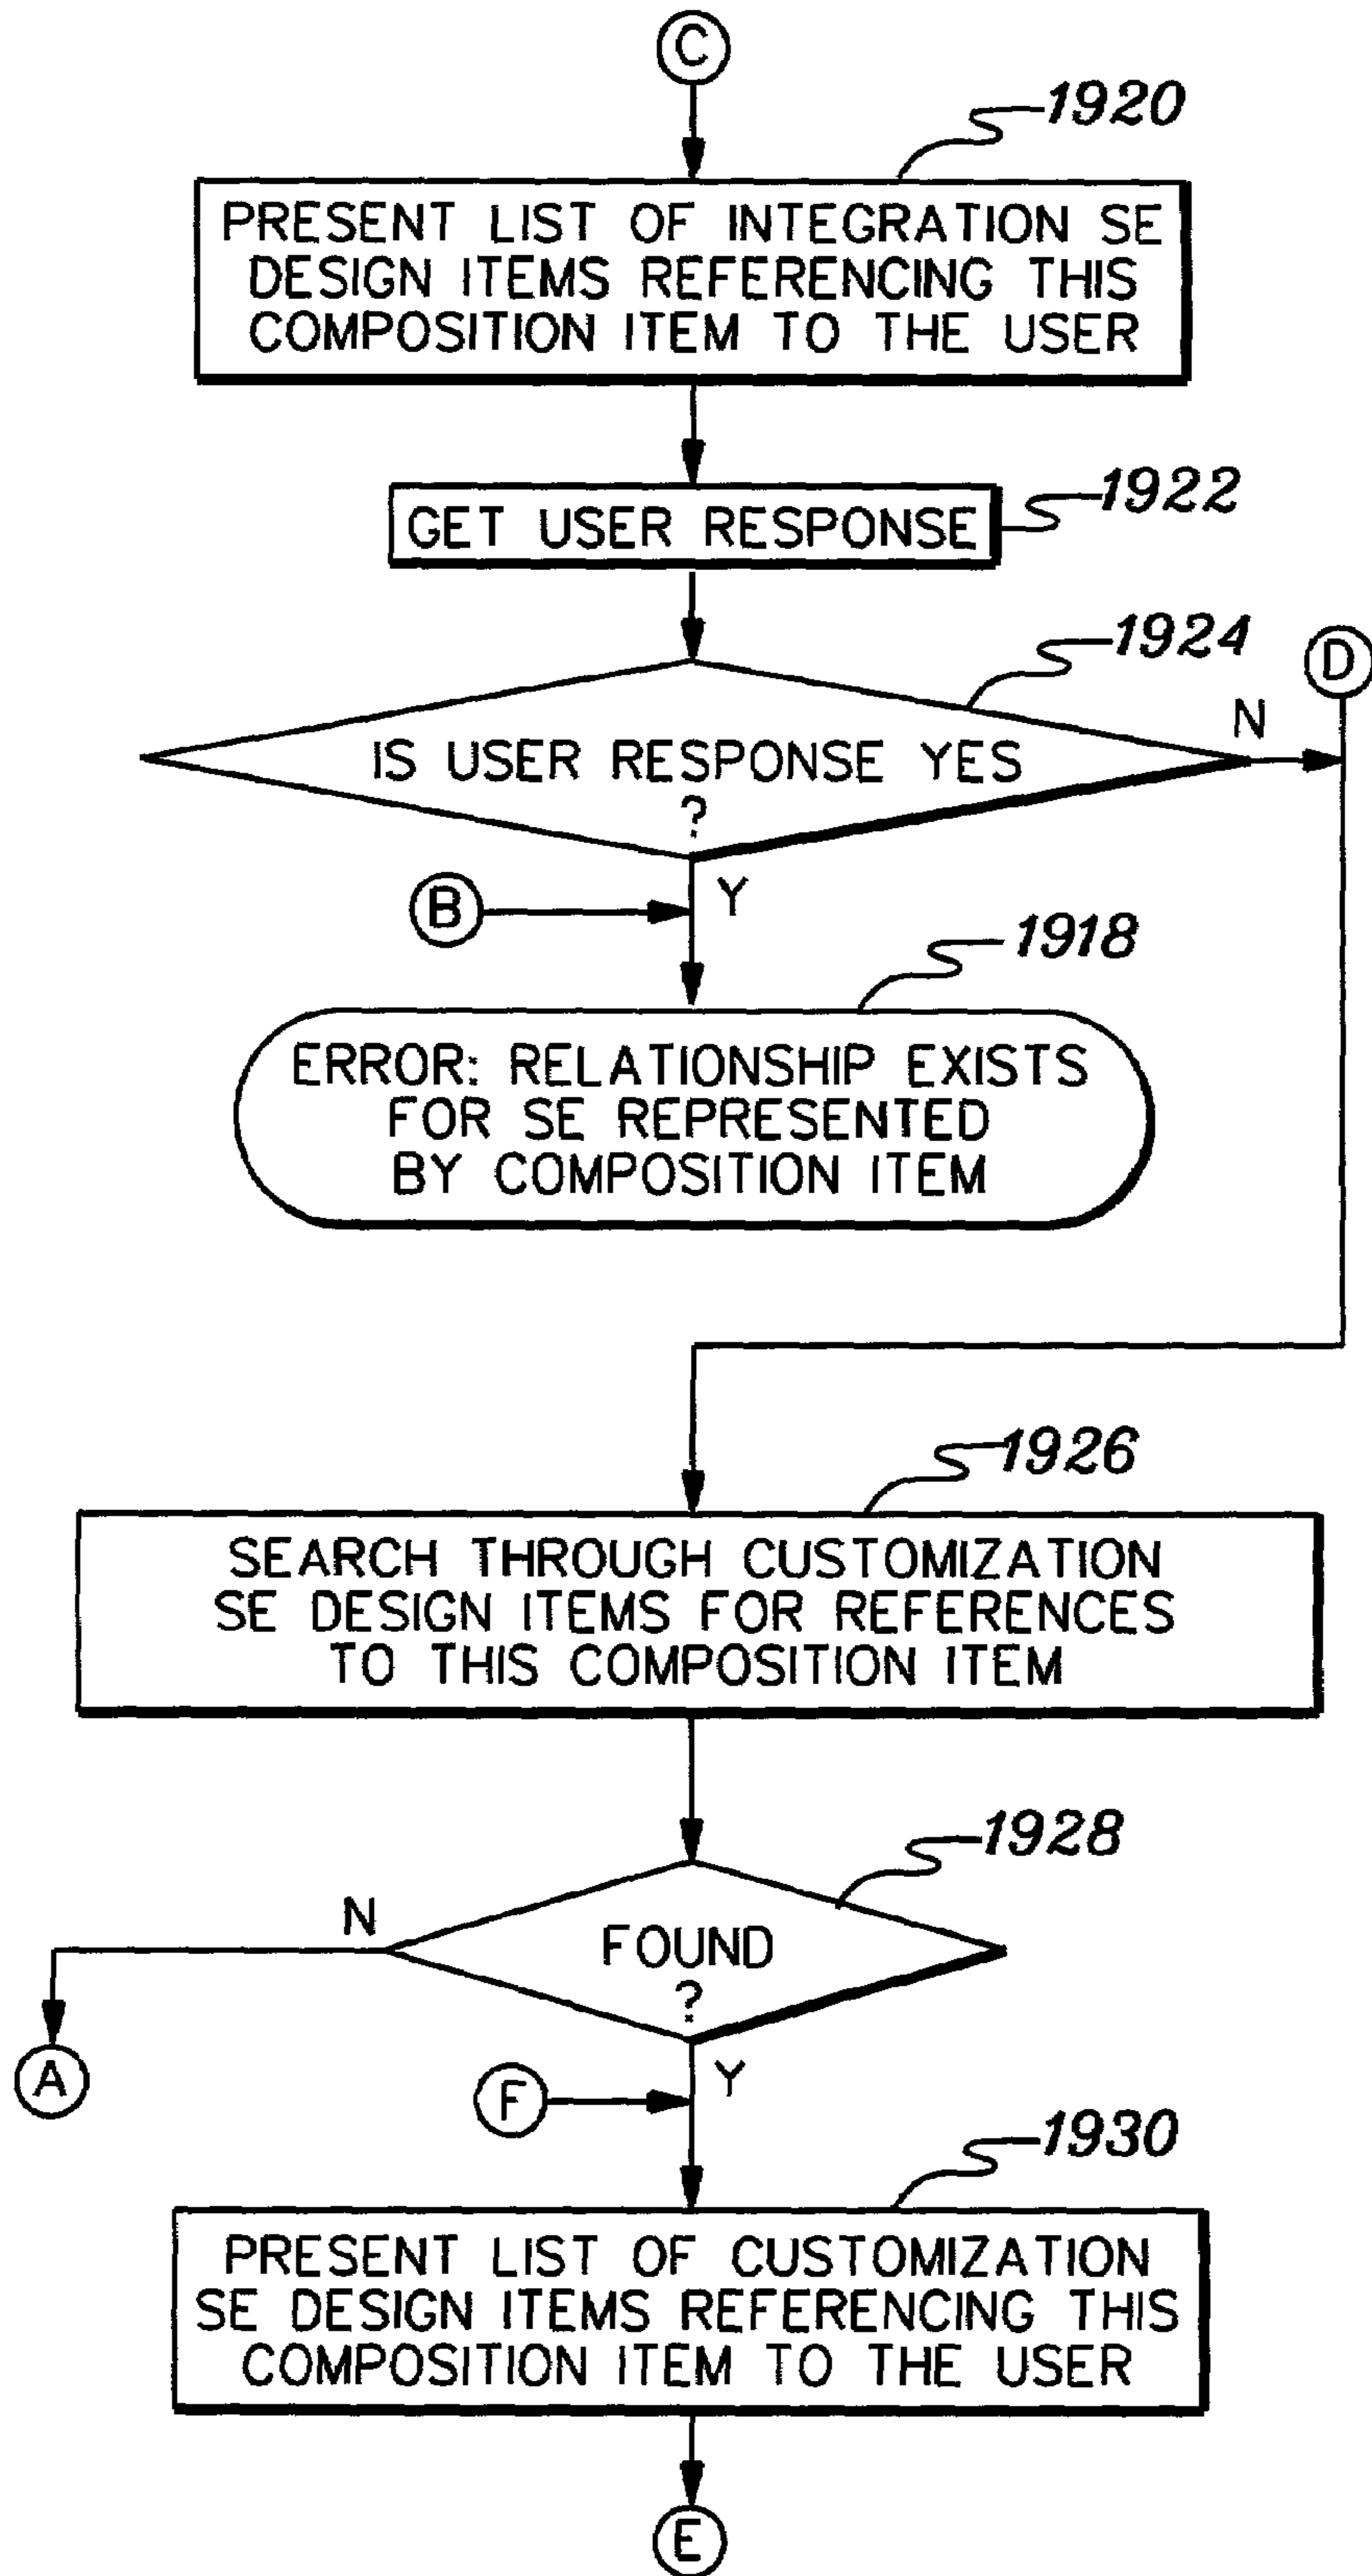 C
1920
PRESENT LIST OF INTEGRATION SE
DESIGN ITEMS REFERENCING THIS
COMPOSITION ITEM TO THE USER
GET USER RESPONSE
1922
1924
D
N
IS USER RESPONSE YES
?
B
Y
1918
ERROR: RELATIONSHIP EXISTS
FOR SE REPRESENTED
BY COMPOSITION ITEM
1926
SEARCH THROUGH CUSTOMIZATION
SE DESIGN ITEMS FOR REFERENCES
TO THIS COMPOSITION ITEM
1928
N
FOUND
?
A
F
Y
1930
PRESENT LIST OF CUSTOMIZATION
SE DESIGN ITEMS REFERENCING THIS
COMPOSITION ITEM TO THE USER
E